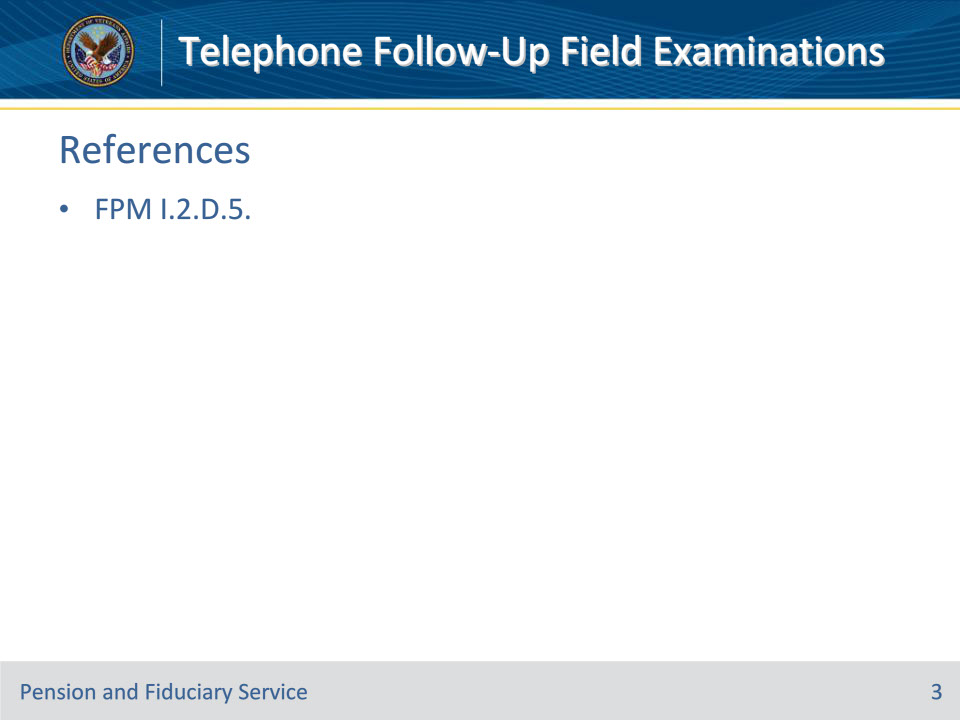 Telephone Follow-Up Field Examinations
References
• FPM I.2.D.5.
Pension and Fiduciary Service
3